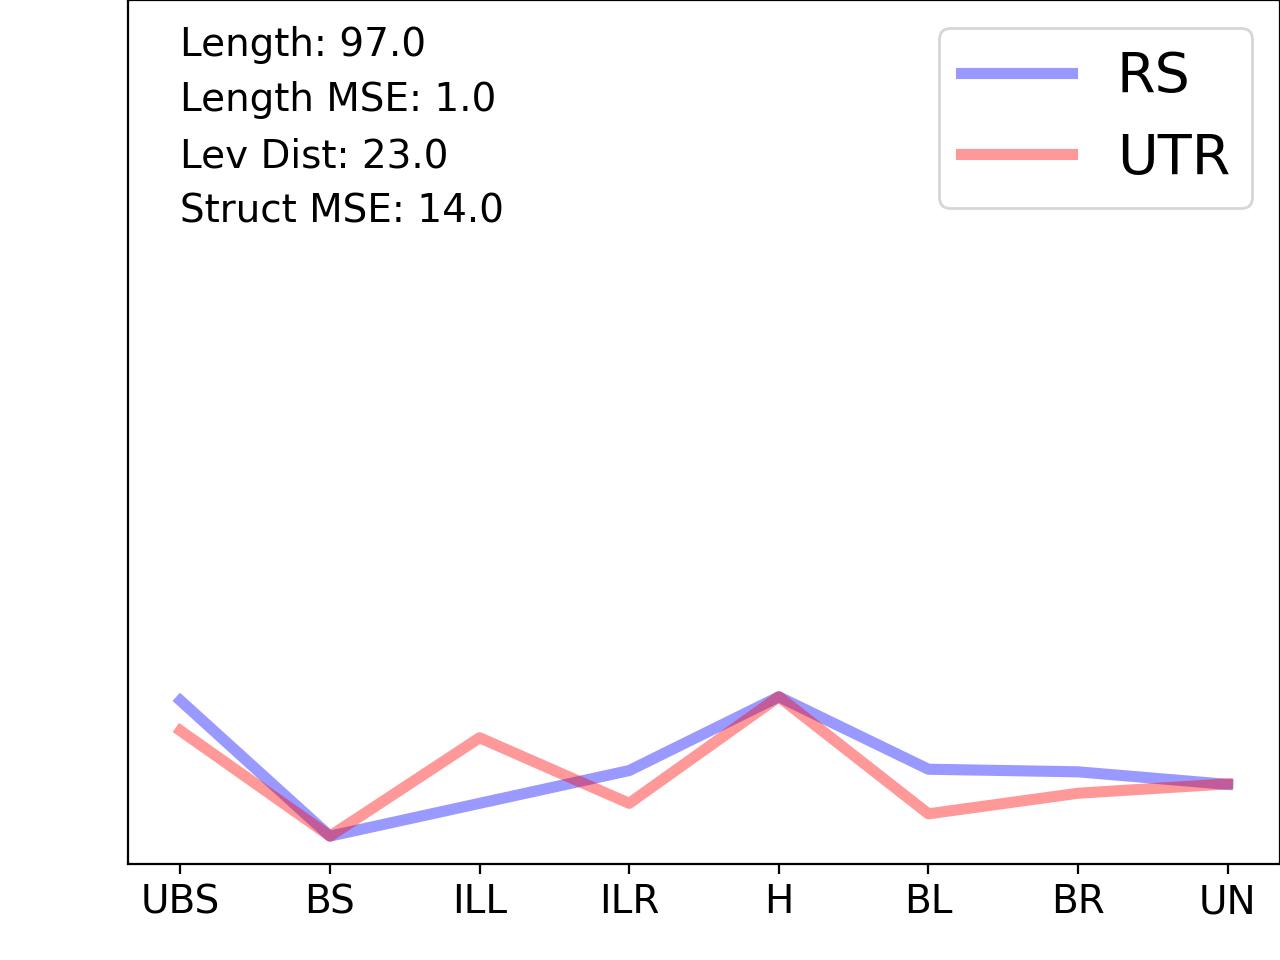 Length: 97.0
Length MSE: 1.0
Lev Dist: 23.0
Struct MSE: 14.0
RS
UTR
UBS BS ILL ILR H BL BR UN